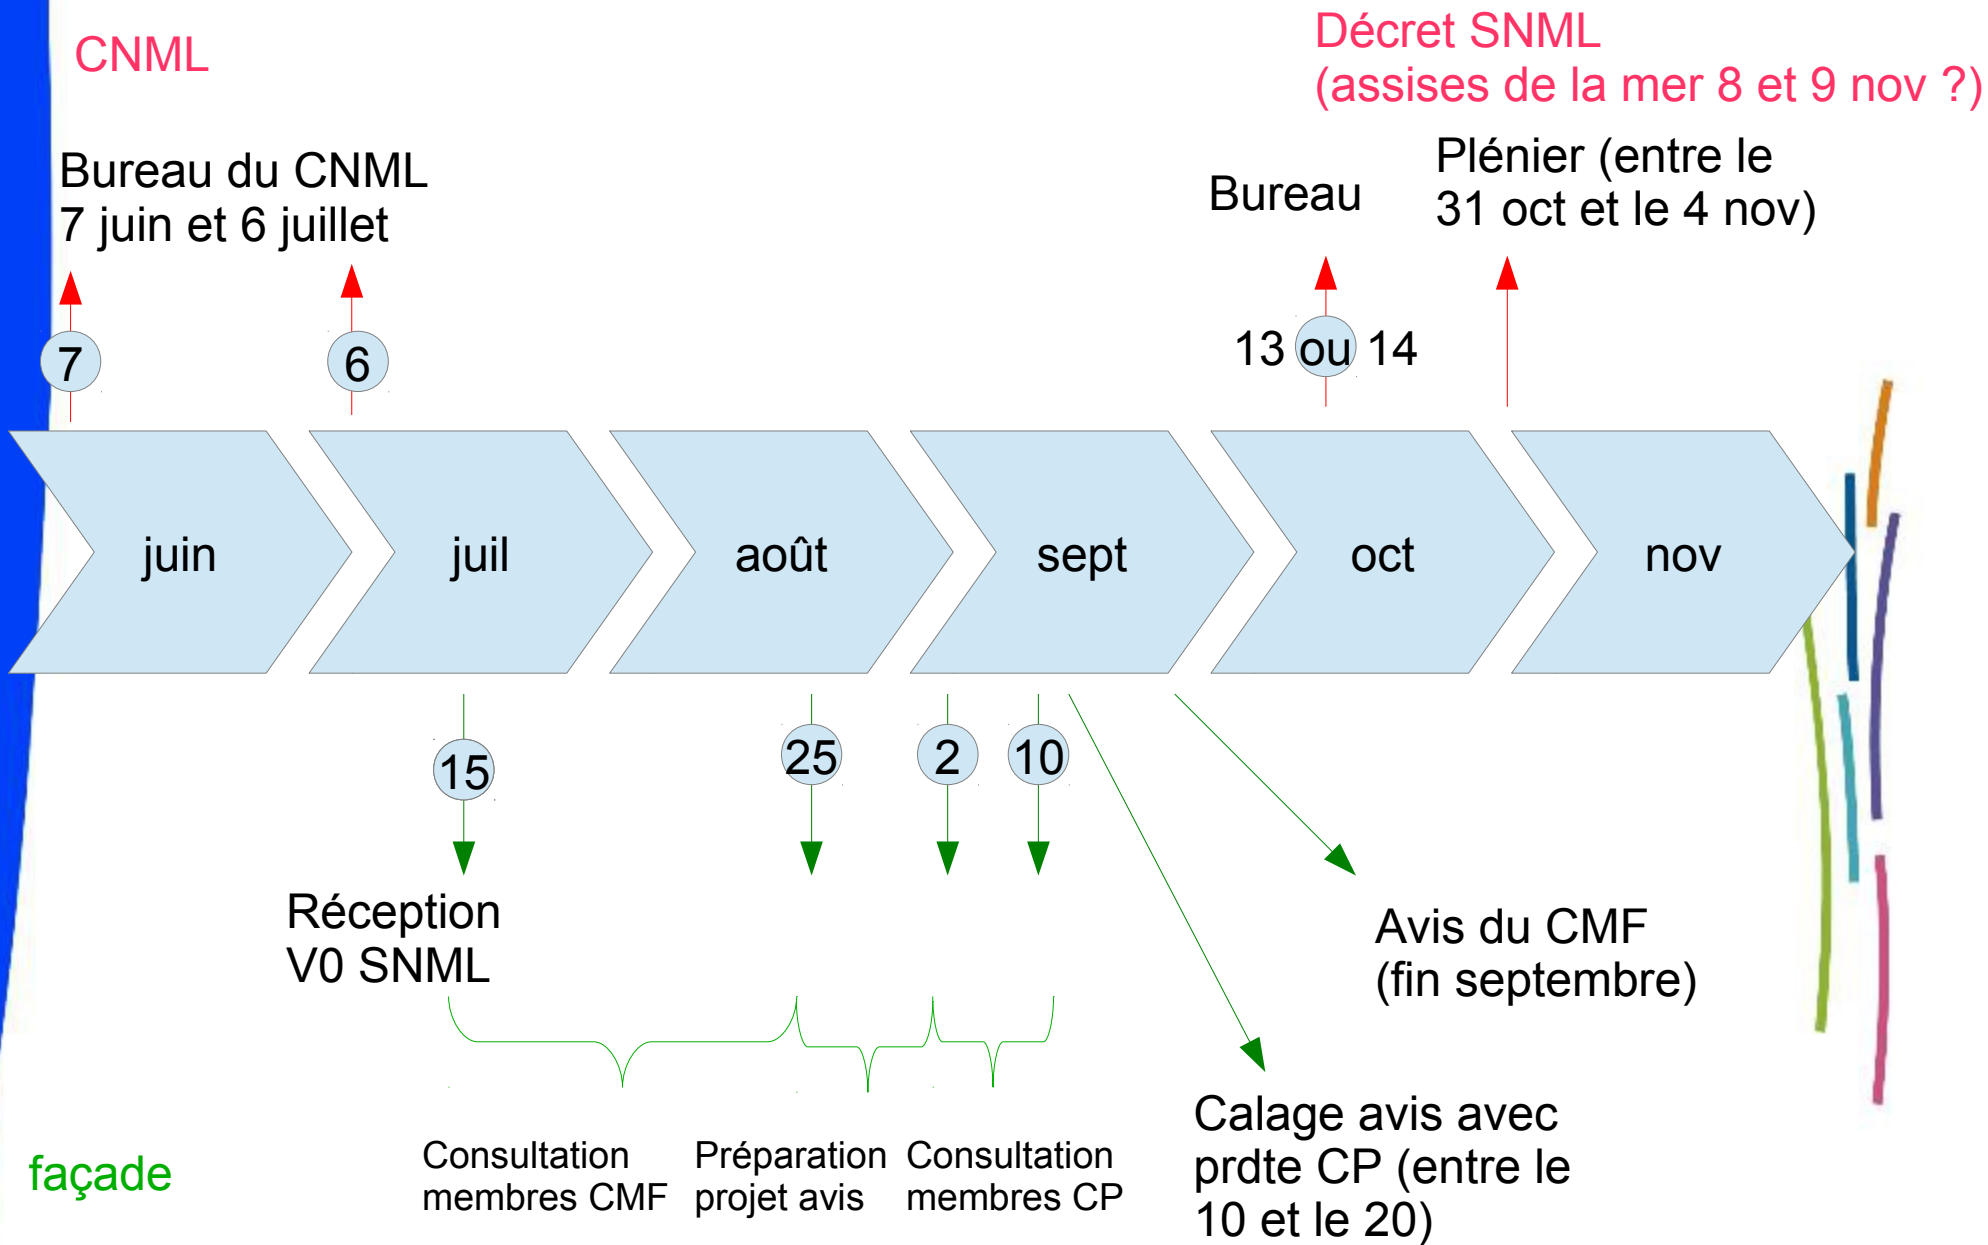 CNML
Décret SNML
(assises de la mer 8 et 9 nov ?)
Bureau du CNML
7 juin et 6 juillet
Bureau
Plénier (entre le
31 oct et le 4 nov)
7
6
13 ou 14
juin
juil
août
sept
oct
nov
15
25
2
10
Réception
V0 SNML
Avis du CMF
(fin septembre)
Calage avis avec
prdte CP (entre le
10 et le 20)
façade
Consultation
membres CMF
Préparation
projet avis
Consultation
membres CP